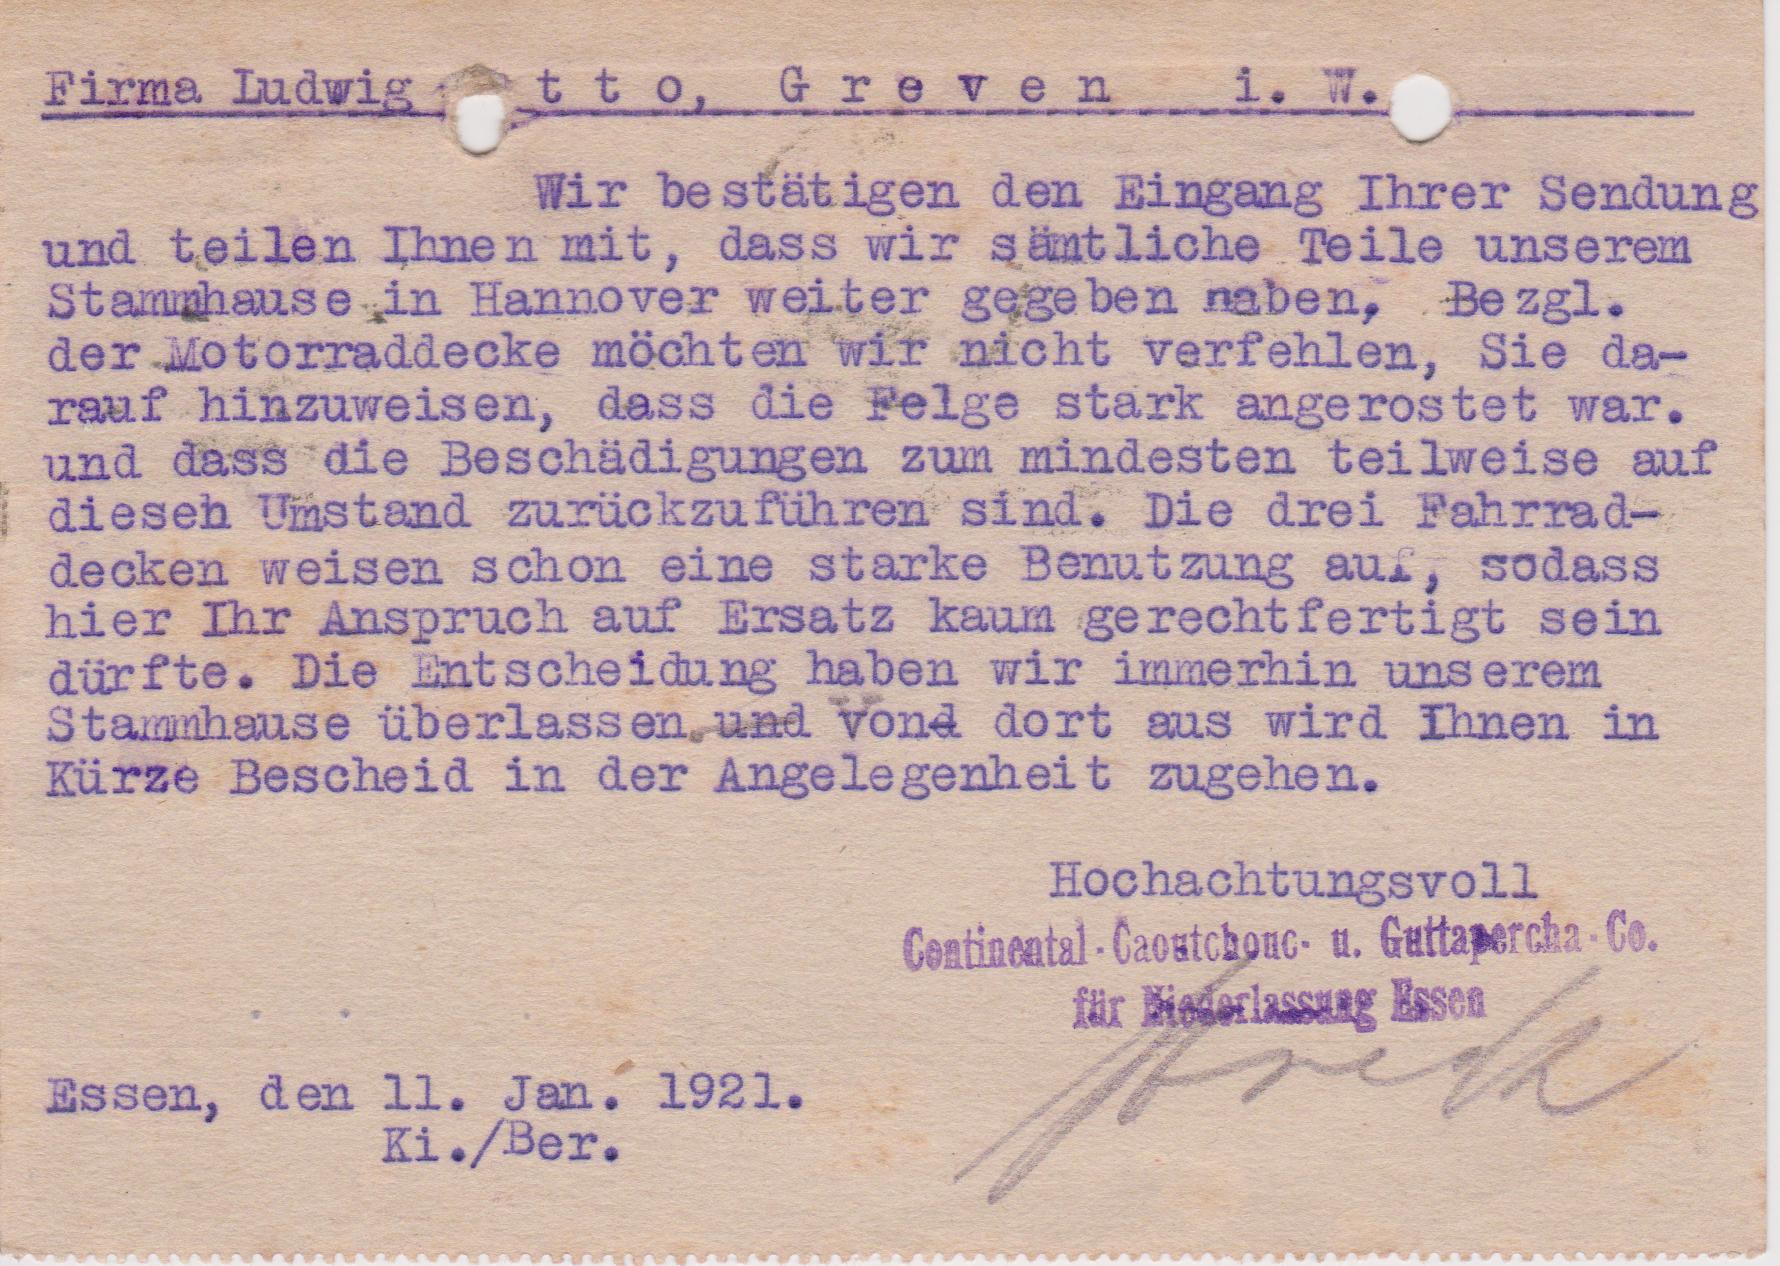 Firma Ludwig tto, Greven i. W.
Wir bestätigen den Eingang Ihrer Sendung
und teilen Ihnen mit, dass wir sämtliche Teile unserem
Stammhause in Hannover weiter gegeben haben, Bezgl.
der Motorraddecke möchten wir nicht verfehlen, Sie da-
rauf hinzuweisen, dass die Felge stark angerostet war.
und dass die Beschädigungen zum mindesten teilweise auf
diesen Umstand zurückzuführen sind. Die drei Fahrrad-
decken weisen schon eine starke Benutzung auf, sodass
hier Ihr Anspruch auf Ersatz kaum gerechtfertigt sein
dürfte. Die Entscheidung haben wir immerhin unserem
Stammhause überlassen und von dort aus wird Ihnen in
Kürze Bescheid in der Angelegenheit zugehen.
Hochachtungsvoll
Continental-Caoutchouc- u. Guttapercha-Co.
für Niederlassung Essen
Essen, den 11. Jan. 1921.
Ki./Ber.